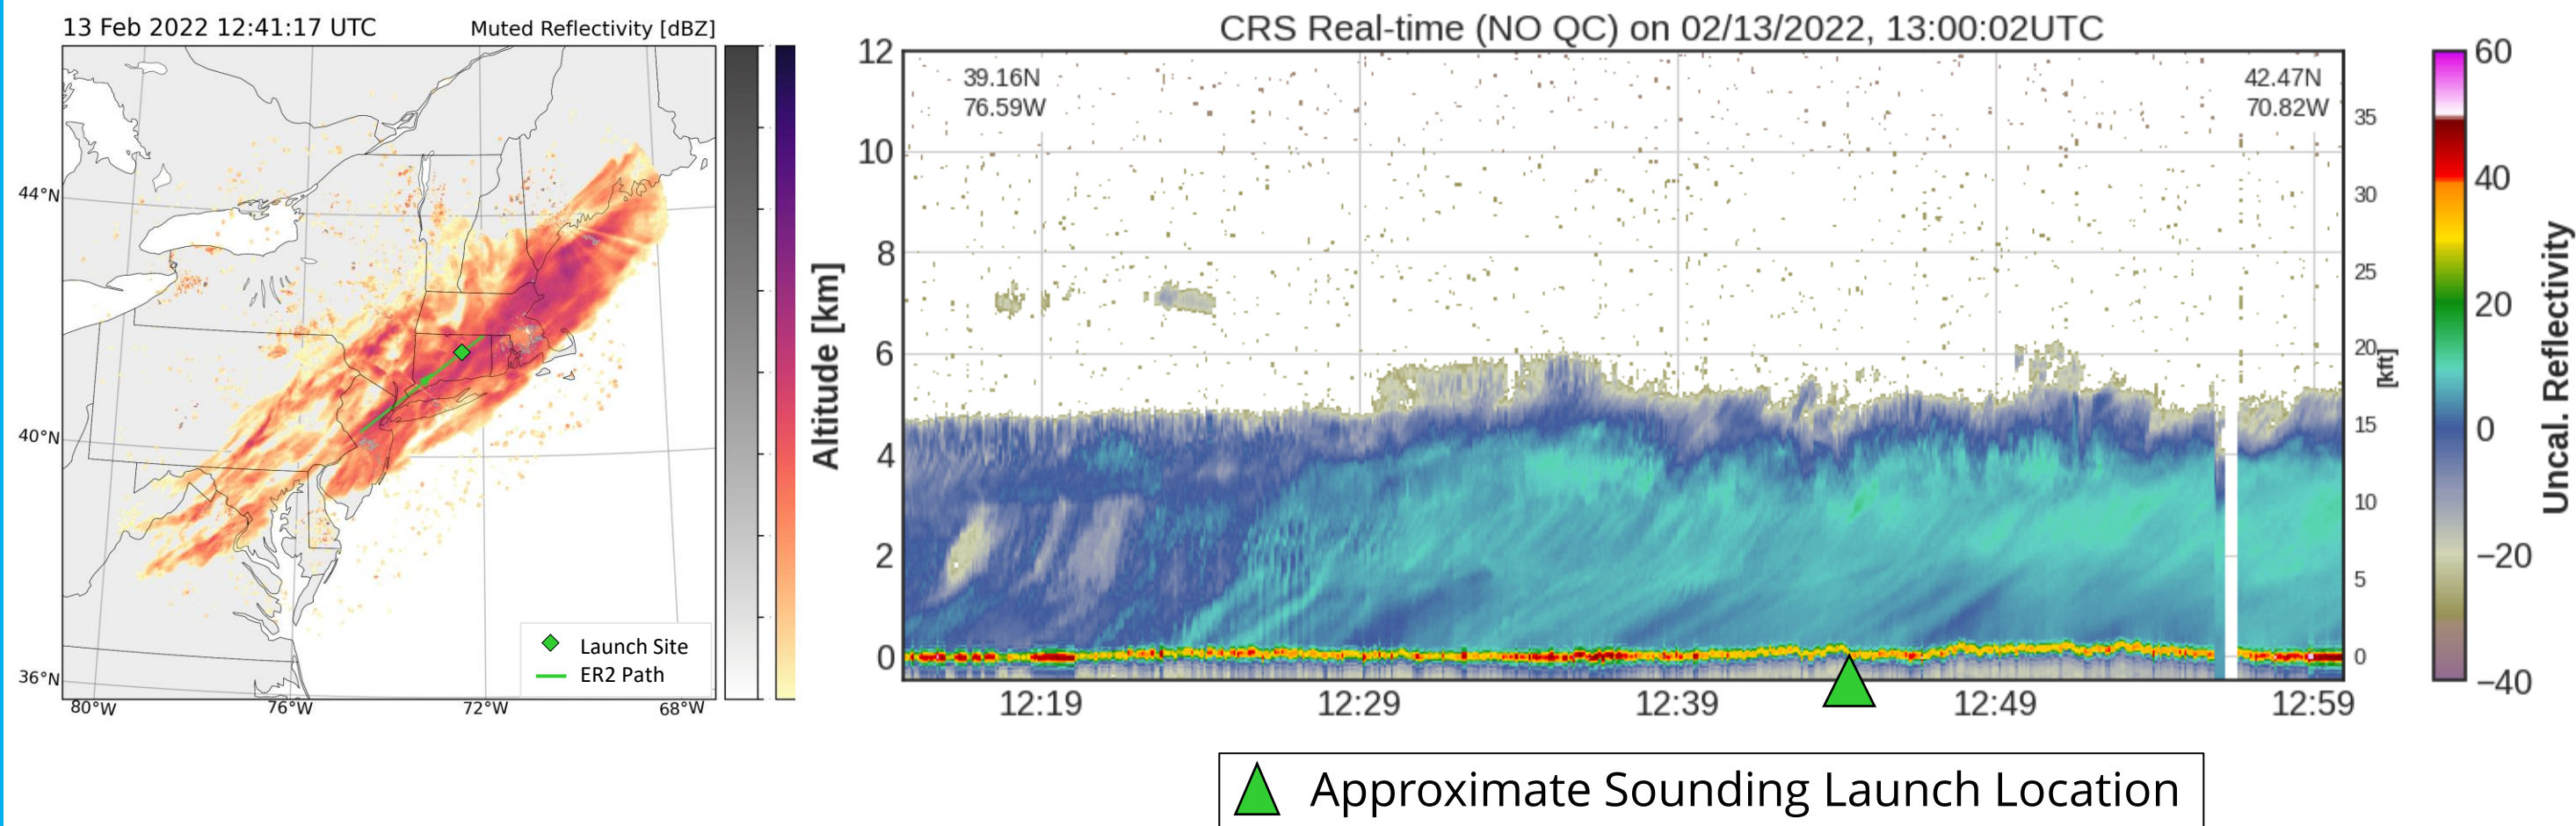 13 Feb 2022 12:41:17 UTC
Muted Reflectivity [dBZ]
44°N
40°N
36°N
80°W
76°W
72°W
68°W
Launch Site
ER2 Path
CRS Real-time (NO QC) on 02/13/2022, 13:00:02UTC
39.16N
76.59W
42.47N
70.82W
Altitude [km]
12
10
8
6
4
2
0
12:19
12:29
12:39
12:49
12:59
35
30
25
20
15
10
5
0
[kft]
60
40
20
0
−20
−40
Uncal. Reflectivity
Approximate Sounding Launch Location